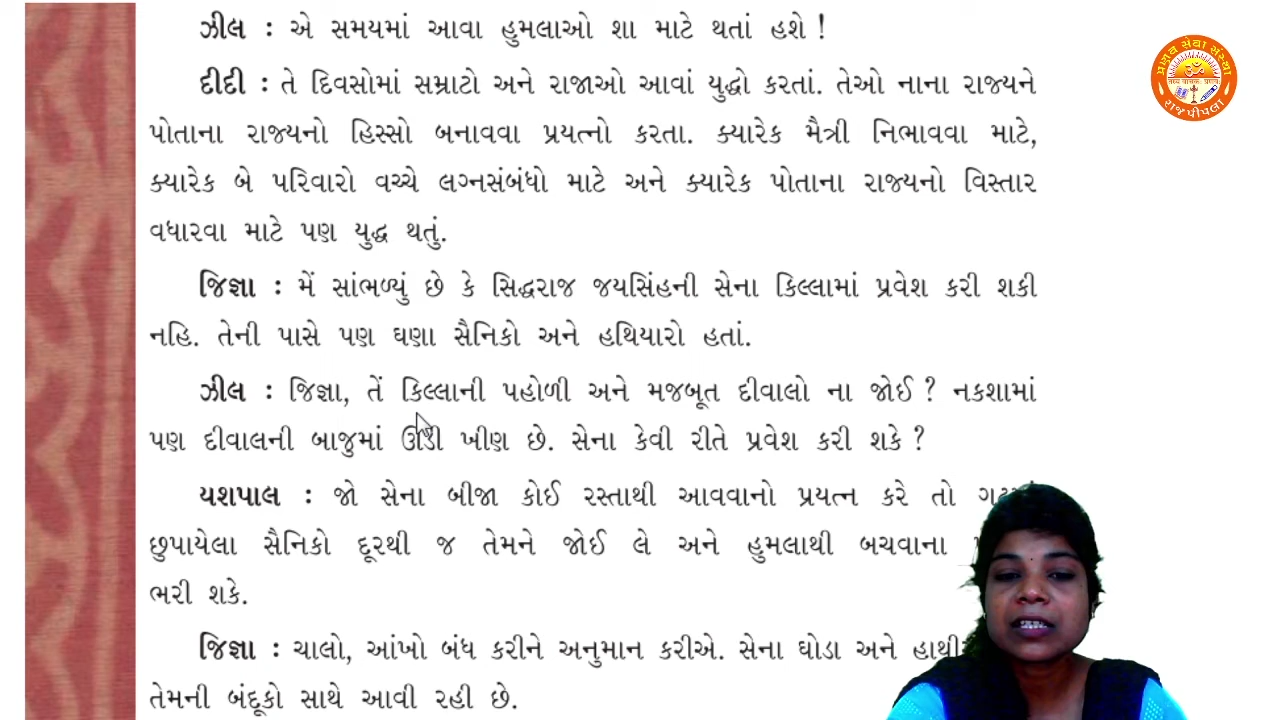 ઝીલ : એ સમયમાં આવા હુમલાઓ શા માટે થતાં હશે !
દીદી : તે દિવસોમાં સમ્રાટો અને રાજાઓ આવાં યુદ્ધો કરતાં. તેઓ નાના રાજ્યને
પોતાના રાજ્યનો હિસ્સો બનાવવા પ્રયત્નો કરતા. ક્યારેક મૈત્રી નિભાવવા માટે,
ક્યારેક બે પરિવારો વચ્ચે લગ્નસંબંધો માટે અને ક્યારેક પોતાના રાજ્યનો વિસ્તાર
વધારવા માટે પણ યુદ્ધ થતું.
જિજ્ઞા : મેં સાંભળ્યું છે કે સિદ્ધરાજ જયસિંહની સેના કિલ્લામાં પ્રવેશ કરી શકી
નહિ. તેની પાસે પણ ઘણા સૈનિકો અને હથિયારો હતાં.
ઝીલ : જિજ્ઞા, તેં કિલ્લાની પહોળી અને મજબૂત દીવાલો ના જોઈ ? નકશામાં
પણ દીવાલની બાજુમાં ઊંડી ખીણ છે. સેના કેવી રીતે પ્રવેશ કરી શકે ?
યશપાલ : જો સેના બીજા કોઈ રસ્તાથી આવવાનો પ્રયત્ન કરે તો
છુપાયેલા સૈનિકો દૂરથી જ તેમને જોઈ લે અને હુમલાથી બચવાના
ભરી શકે.
જિજ્ઞા : ચાલો, આંખો બંધ કરીને અનુમાન કરીએ. સેના ઘોડા અને
તેમની બંદૂકો સાથે આવી રહી છે.
પ્રણવ સેવા સંસ્થા
રાજપીપલા